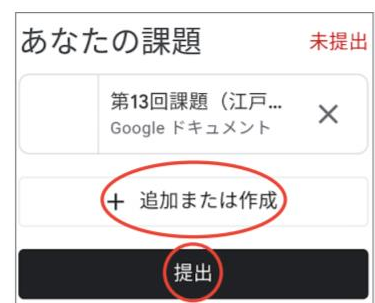 あなたの課題
未提出
第13回課題（江戸...
Google ドキュメント
×
+ 追加または作成
提出